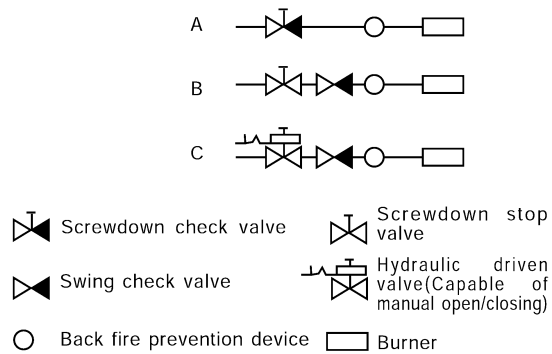 A
B
C
Screwdown check valve
Screwdown stop
valve
Swing check valve
Hydraulic driven
valve(Capable of
manual open/closing)
Back fire prevention device
Burner